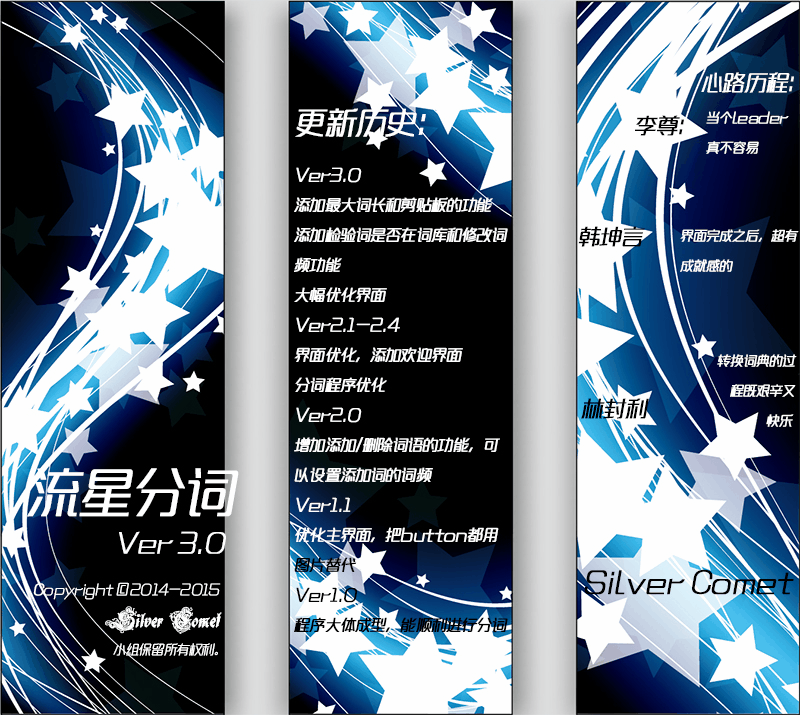 流星分词
Ver 3.0
Copyright ©2014-2015
Silver Comet
小组保留所有权利。
更新历史:
Ver3.0
添加最大词长和剪贴板的功能
添加检验词是否在词库和修改词
频功能
大幅优化界面
Ver2.1-2.4
界面优化，添加欢迎界面
分词程序优化
Ver2.0
增加添加/删除词语的功能，可
以设置添加词的词频
Ver1.1
优化主界面，把button都用
图片替代
Ver1.0
程序大体成型，能顺利进行分词
心路历程:
李尊:
当个leader
真不容易
韩坤言
界面完成之后，超有
成就感的
林封利
转换词典的过
程既艰辛又
快乐
Silver Comet